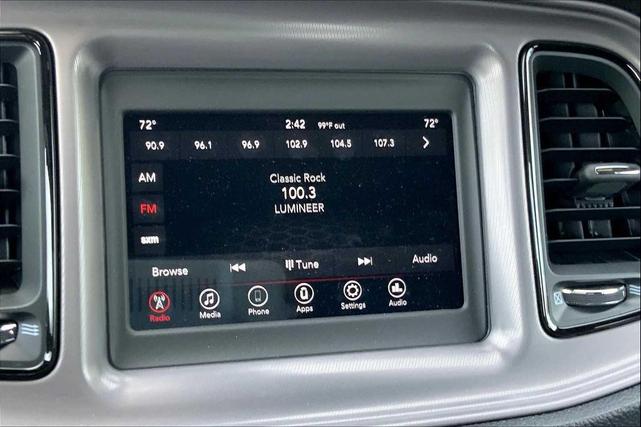 72° 2:42 99°F out 72°
90.9 96.1 96.9 102.9 104.5 107.3
AM
Classic Rock
100.3
FM
LUMINEER
sxm
Browse Tune Audio
Radio Media Phone Apps Settings Audio